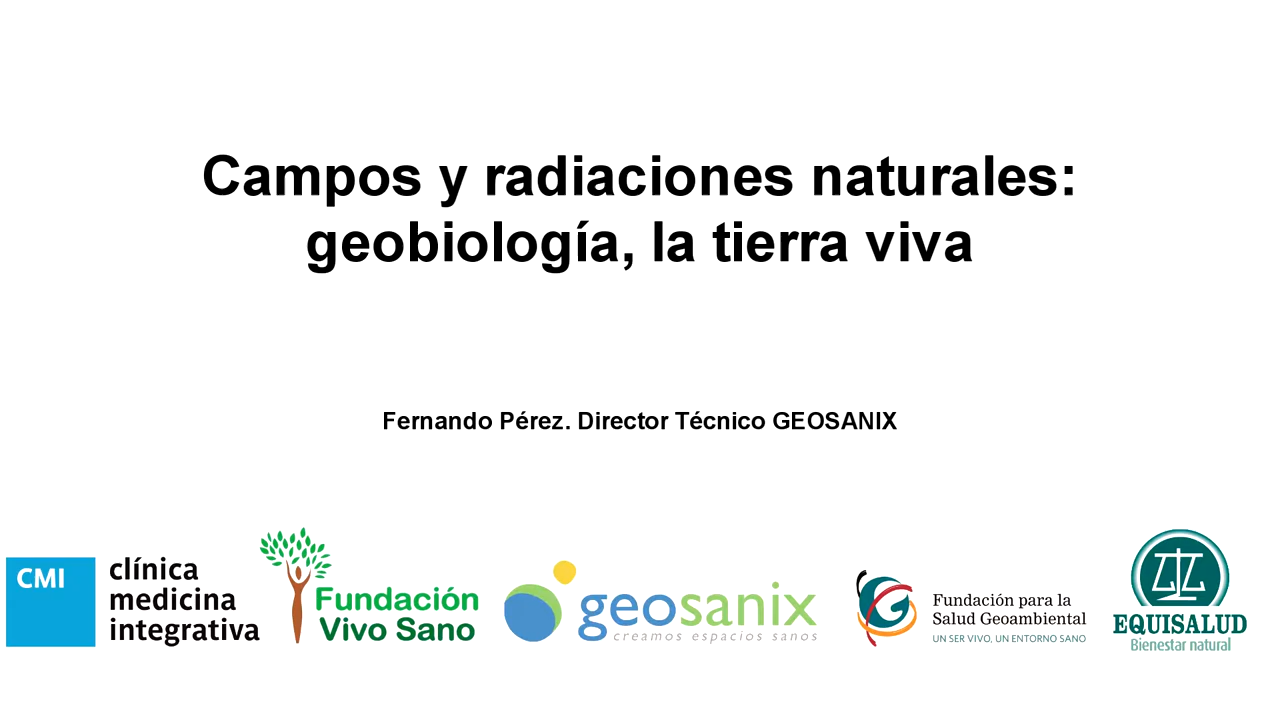 Campos y radiaciones naturales:
geobiología, la tierra viva
Fernando Pérez. Director Técnico GEOSANIX
CMI
clínica
medicina
integrativa
Fundación
Vivo Sano
geosanix
creamos espacios sanos
Fundación para la
Salud Geoambiental
UN SER VIVO, UN ENTORNO SANO
EQUISALUD
Bienestar natural